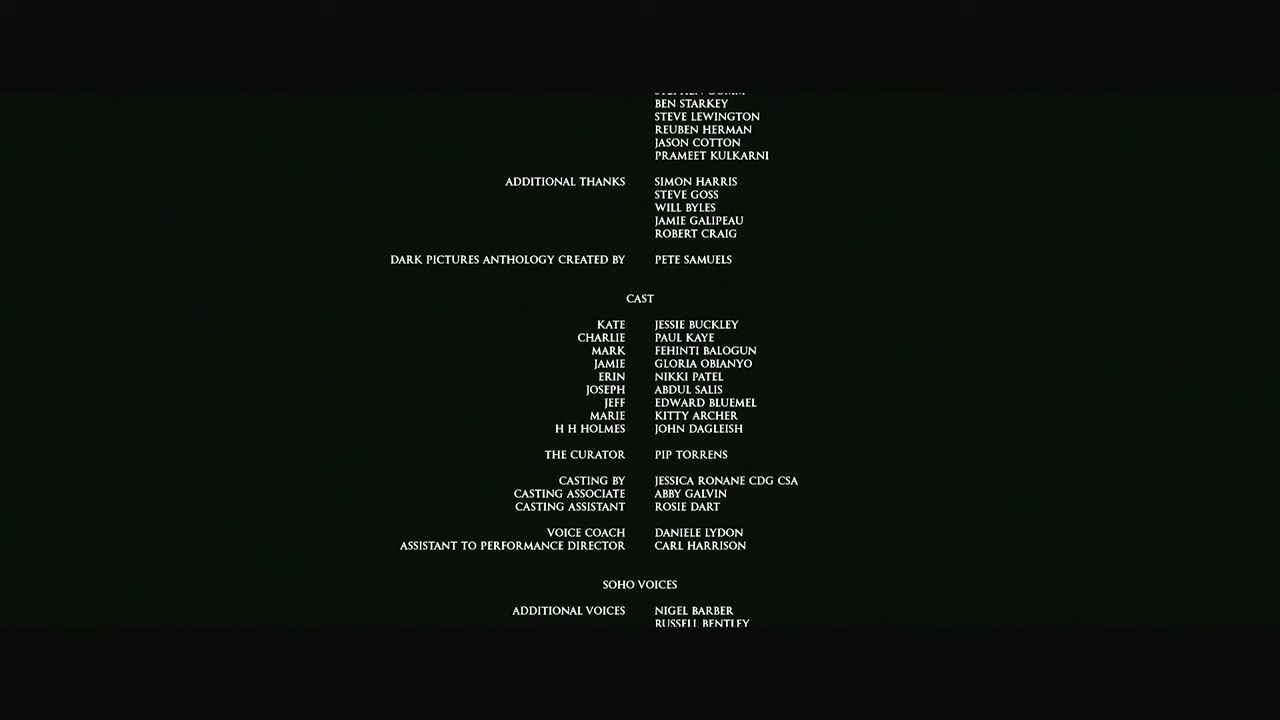 BEN STARKEY
STEVE LEWINGTON
REUBEN HERMAN
JASON COTTON
PRAMEET KULKARNI
ADDITIONAL THANKS SIMON HARRIS
STEVE GOSS
WILL BYLES
JAMIE GALIPEAU
ROBERT CRAIG
DARK PICTURES ANTHOLOGY CREATED BY PETE SAMUELS
CAST
KATE JESSIE BUCKLEY
CHARLIE PAUL KAYE
MARK FEHINTI BALOGUN
JAMIE GLORIA OBIANYO
ERIN NIKKI PATEL
JOSEPH ABDUL SALIS
JEFF EDWARD BLUEMEL
MARIE KITTY ARCHER
H H HOLMES JOHN DAGLEISH
THE CURATOR PIP TORRENS
CASTING BY JESSICA RONANE CDG CSA
CASTING ASSOCIATE ABBY GALVIN
CASTING ASSISTANT ROSIE DART
VOICE COACH DANIELE LYDON
ASSISTANT TO PERFORMANCE DIRECTOR CARL HARRISON
SOHO VOICES
ADDITIONAL VOICES NIGEL BARBER
RUSSELL BENTLEY